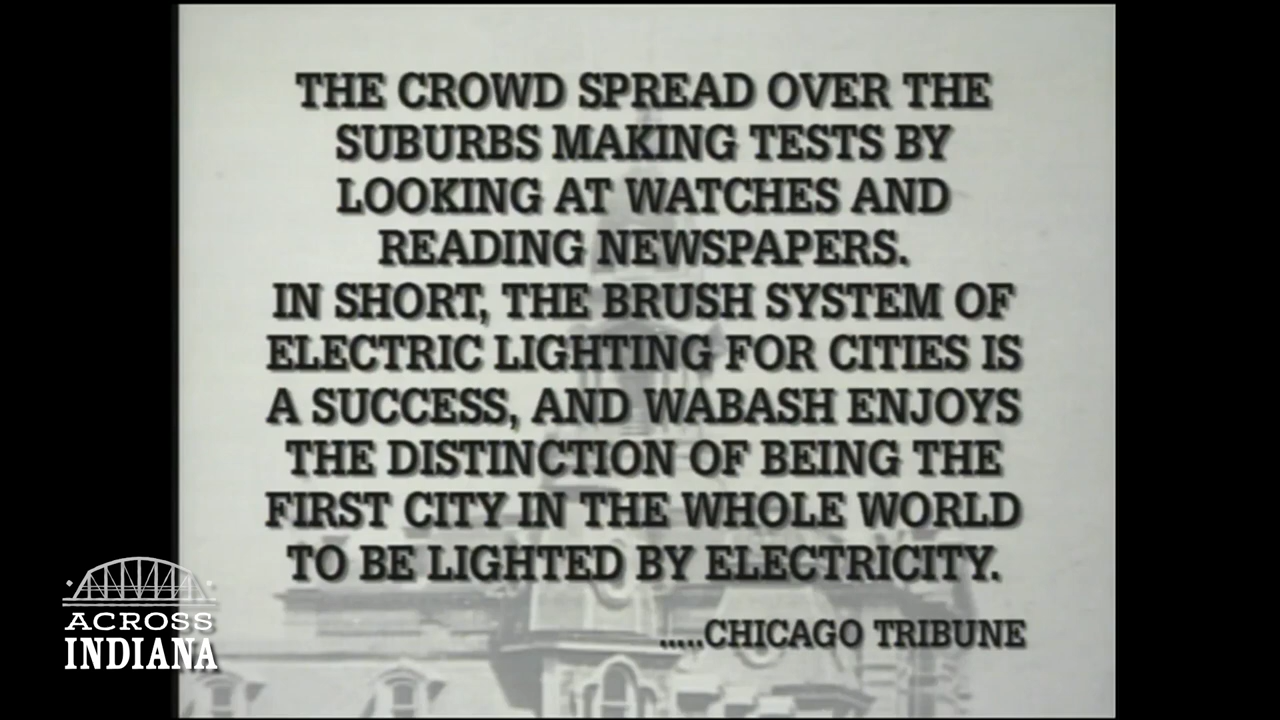 THE CROWD SPREAD OVER THE
SUBURBS MAKING TESTS BY
LOOKING AT WATCHES AND
READING NEWSPAPERS.
IN SHORT, THE BRUSH SYSTEM OF
ELECTRIC LIGHTING FOR CITIES IS
A SUCCESS, AND WABASH ENJOYS
THE DISTINCTION OF BEING THE
FIRST CITY IN THE WHOLE WORLD
TO BE LIGHTED BY ELECTRICITY.
.....CHICAGO TRIBUNE
ACROSS
INDIANA